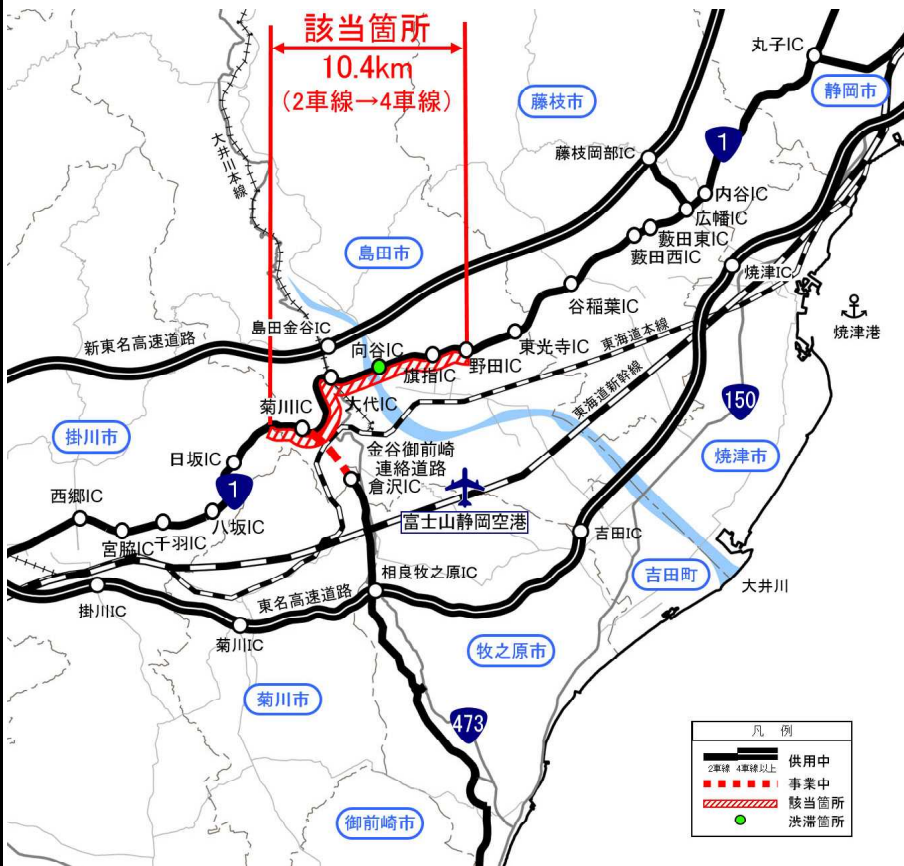 該当箇所
10.4km
(2車線→4車線)
丸子IC
静岡市
藤枝市
大井川本線
藤枝岡部IC
1
内谷IC
広幡IC
藪田東IC
藪田西IC
島田市
焼津IC
谷稲葉IC
焼津港
島田金谷IC
新東名高速道路
向谷IC
東光寺IC
東海道本線
野田IC
旗指IC
東海道新幹線
大代IC
菊川IC
150
掛川市
金谷御前崎
連絡道路
日坂IC
焼津市
倉沢IC
1
西郷IC
富士山静岡空港
八坂IC
千羽IC
宮脇IC
吉田IC
相良牧之原IC
吉田町
大井川
掛川IC
東名高速道路
菊川IC
牧之原市
菊川市
473
御前崎市
凡 例
2車線 4車線以上 供用中
事業中
該当箇所
渋滞箇所